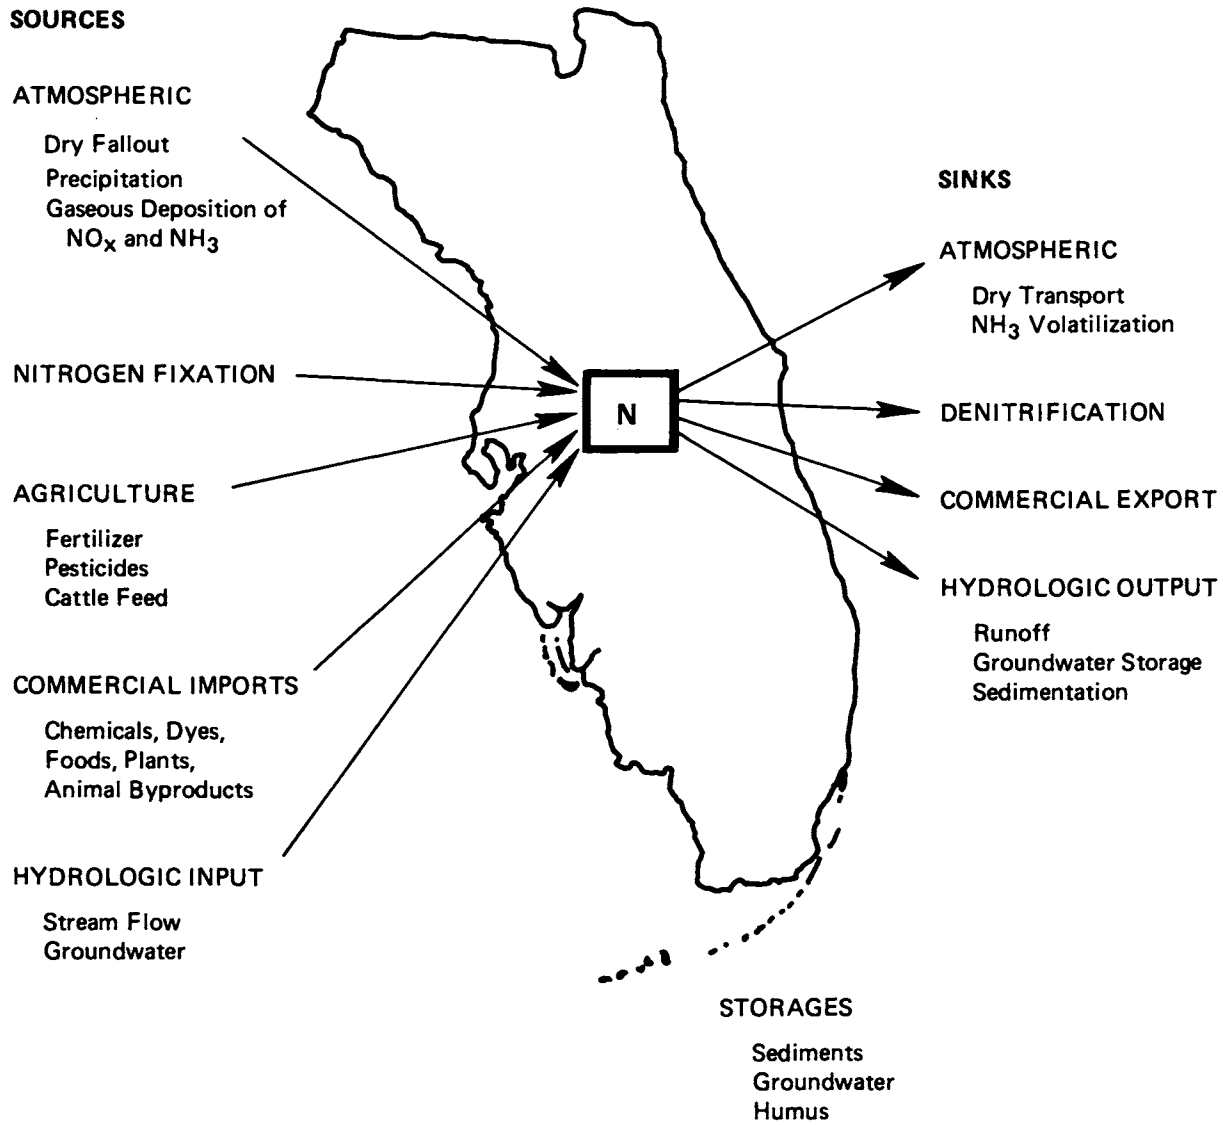 SOURCES
ATMOSPHERIC
Dry Fallout
Precipitation
Gaseous Deposition of
NOx and NH3
NITROGEN FIXATION
AGRICULTURE
Fertilizer
Pesticides
Cattle Feed
COMMERCIAL IMPORTS
Chemicals, Dyes,
Foods, Plants,
Animal Byproducts
HYDROLOGIC INPUT
Stream Flow
Groundwater
N
SINKS
ATMOSPHERIC
Dry Transport
NH3 Volatilization
DENITRIFICATION
COMMERCIAL EXPORT
HYDROLOGIC OUTPUT
Runoff
Groundwater Storage
Sedimentation
STORAGES
Sediments
Groundwater
Humus